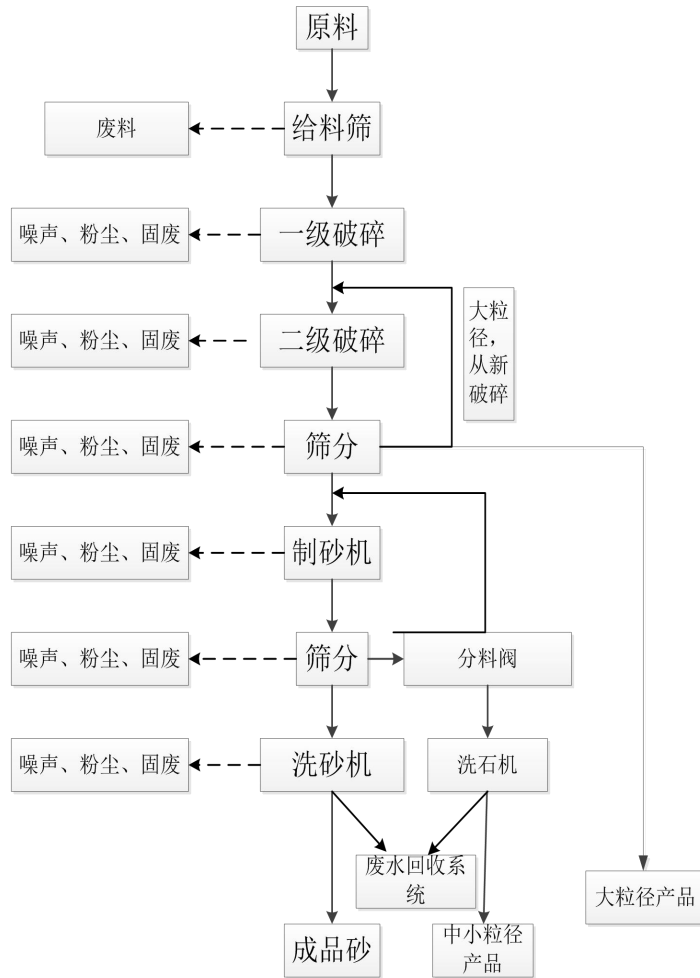 原料
废料
给料筛
噪声、粉尘、固废
一级破碎
大粒
径，
从新
破碎
噪声、粉尘、固废
二级破碎
噪声、粉尘、固废
筛分
噪声、粉尘、固废
制砂机
噪声、粉尘、固废
筛分
分料阀
噪声、粉尘、固废
洗砂机
洗石机
废水回收系
统
大粒径产品
成品砂
中小粒径
产品